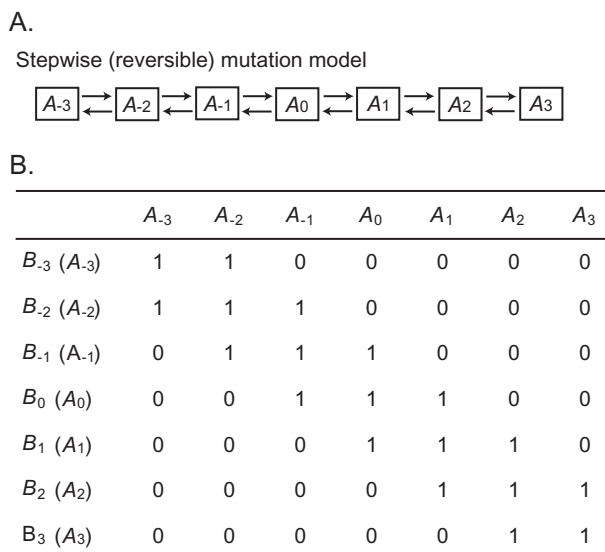 A.
Stepwise (reversible) mutation model
A-3 A-2 A-1 A0 A1 A2 A3
B.
A-3 A-2 A-1 A0 A1 A2 A3
B-3 (A-3) 1 1 0 0 0 0 0
B-2 (A-2) 1 1 1 0 0 0 0
B-1 (A-1) 0 1 1 1 0 0 0
B0 (A0) 0 0 1 1 1 0 0
B1 (A1) 0 0 0 1 1 1 0
B2 (A2) 0 0 0 0 1 1 1
B3 (A3) 0 0 0 0 0 1 1